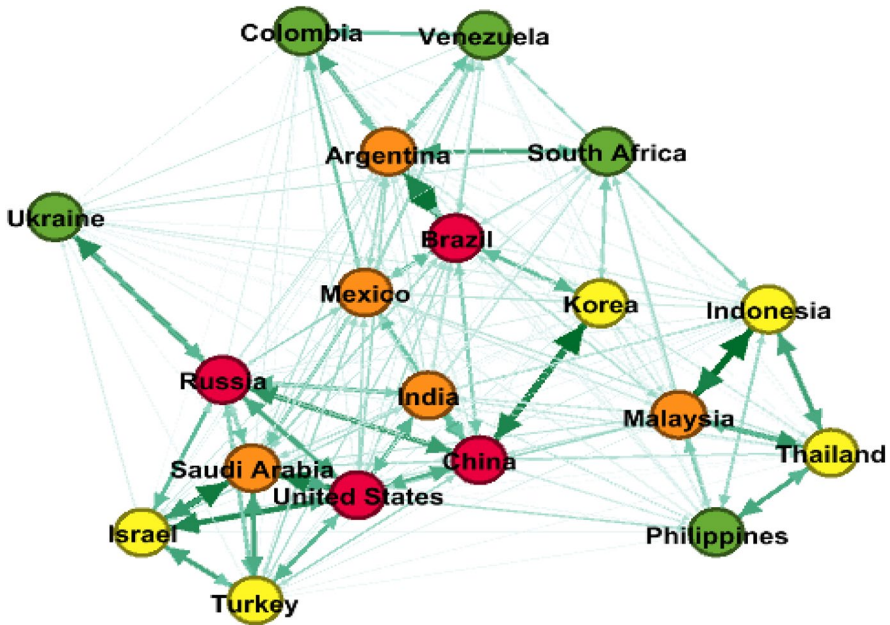 Colombia
Venezuela
Argentina
South Africa
Ukraine
Brazil
Mexico
Korea
Indonesia
Russia
India
Malaysia
Thailand
Saudi Arabia
China
United States
Israel
Philippines
Turkey